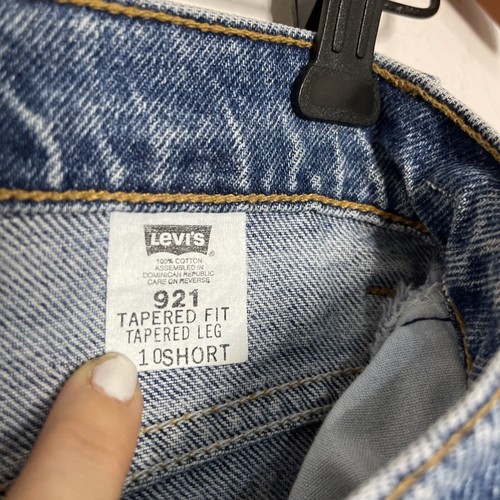 LEVI'S
®
100% COTTON
ASSEMBLED IN
DOMINICAN REPUBLIC
CARE ON REVERSE
921
TAPERED FIT
TAPERED LEG
10SHORT